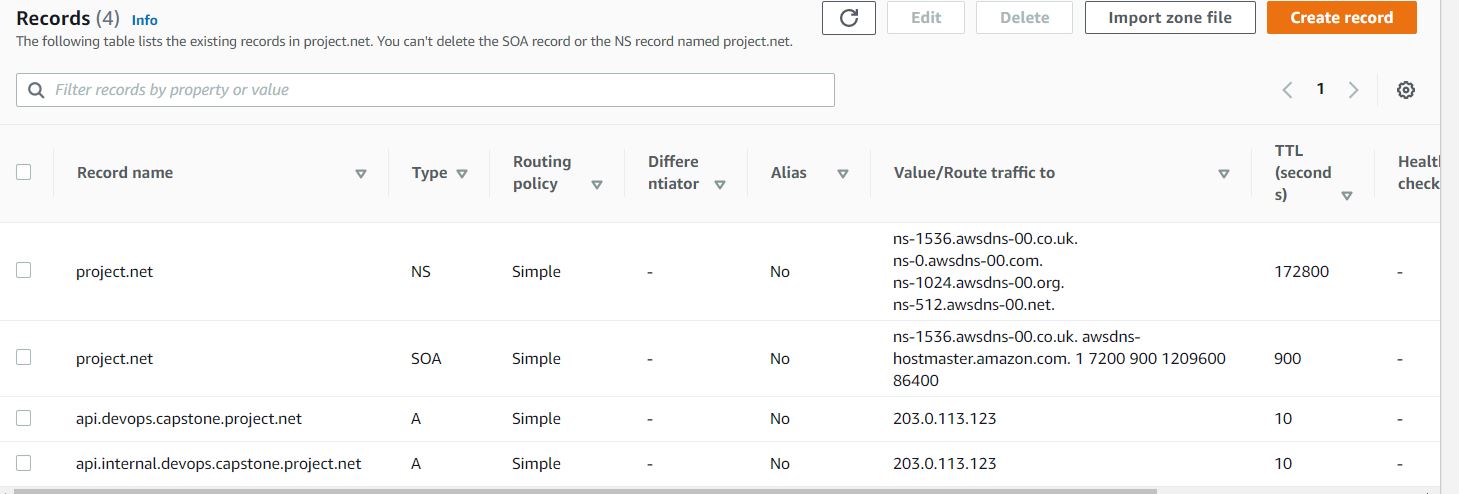 Records (4) Info
Edit
Delete
Import zone file
Create record
The following table lists the existing records in project.net. You can't delete the SOA record or the NS record named project.net.
Filter records by property or value
1
Record name
Type
Routing
policy
Differe
ntiator
Alias
Value/Route traffic to
TTL
(second
s)
Healt
check
project.net
NS
Simple
-
No
ns-1536.awsdns-00.co.uk.
ns-0.awsdns-00.com.
ns-1024.awsdns-00.org.
ns-512.awsdns-00.net.
172800
-
project.net
SOA
Simple
-
No
ns-1536.awsdns-00.co.uk. awsdns-
hostmaster.amazon.com. 1 7200 900 1209600
86400
900
-
api.devops.capstone.project.net
A
Simple
-
No
203.0.113.123
10
-
api.internal.devops.capstone.project.net
A
Simple
-
No
203.0.113.123
10
-